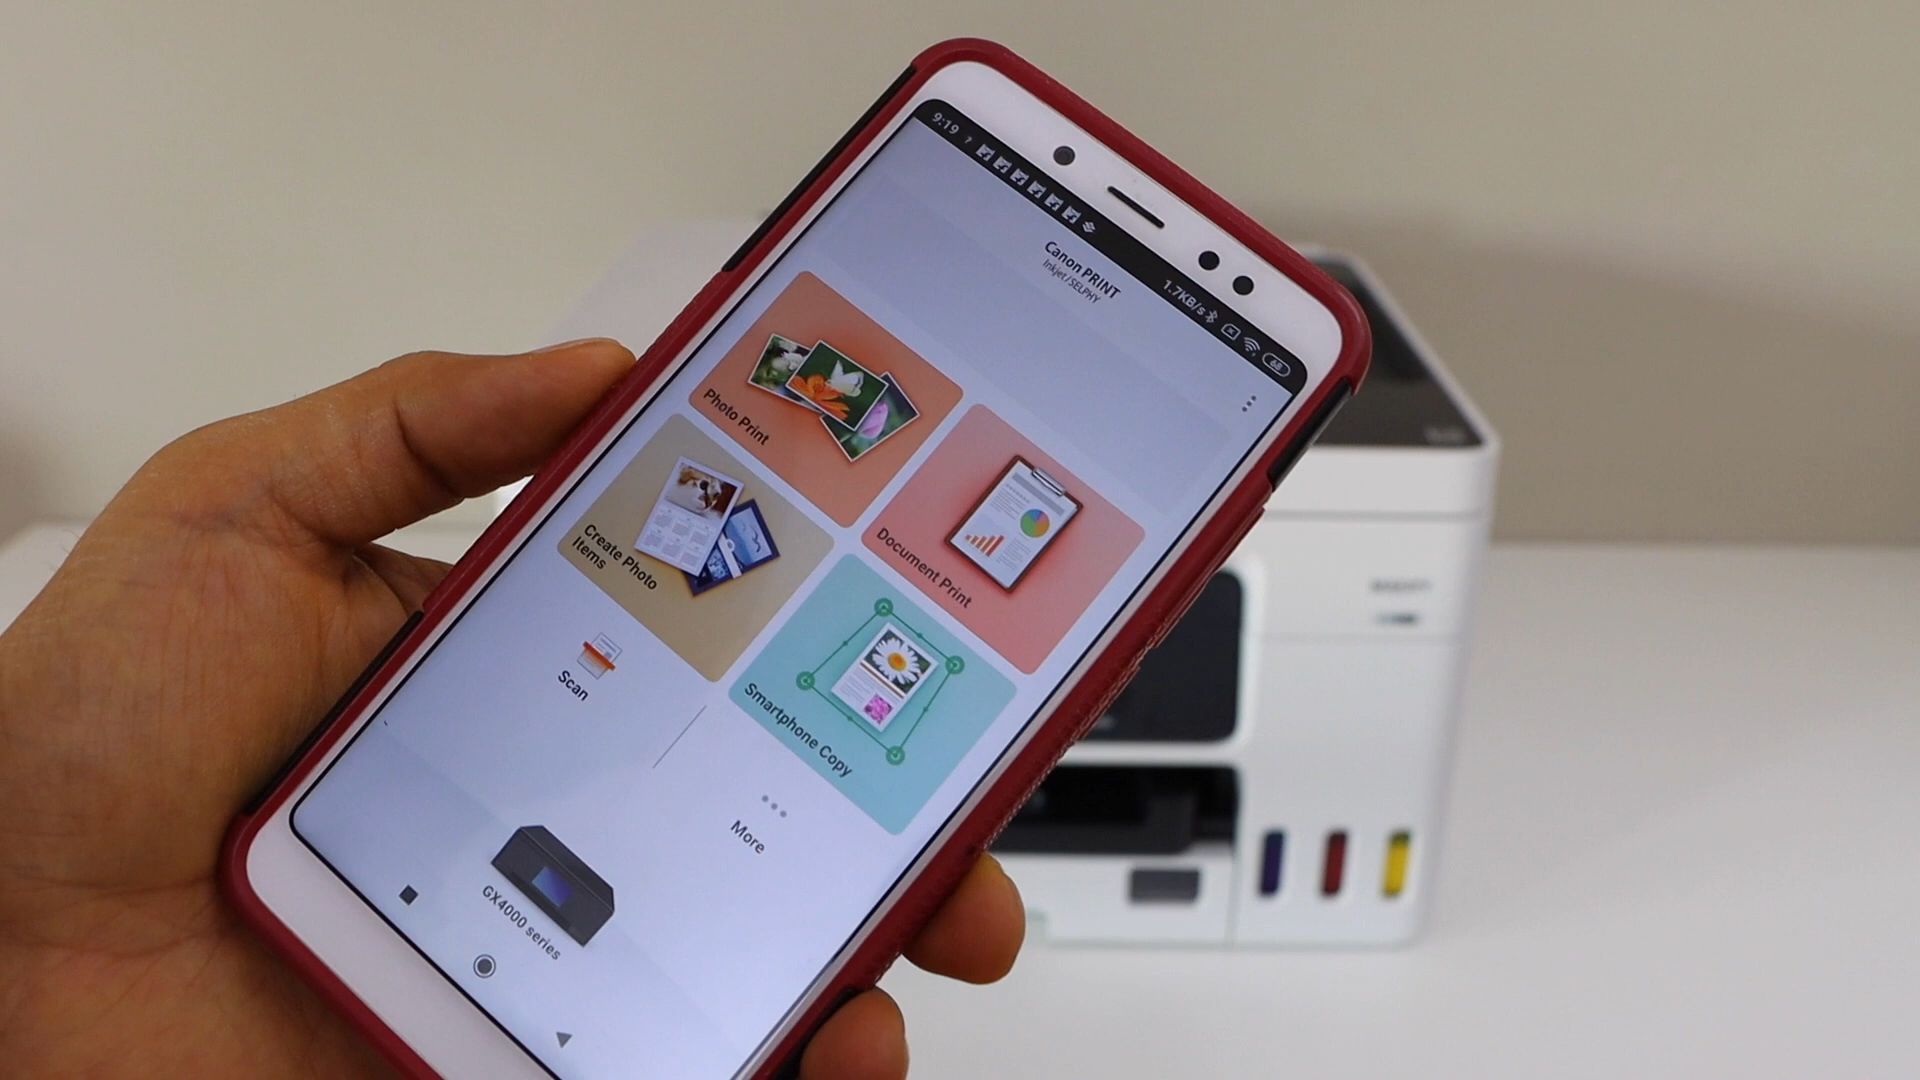 9:19
1.7KB/s
68
Canon PRINT
Inkjet/SELPHY
Photo Print
Document Print
Create Photo
Items
Smartphone Copy
Scan
More
GX4000 series